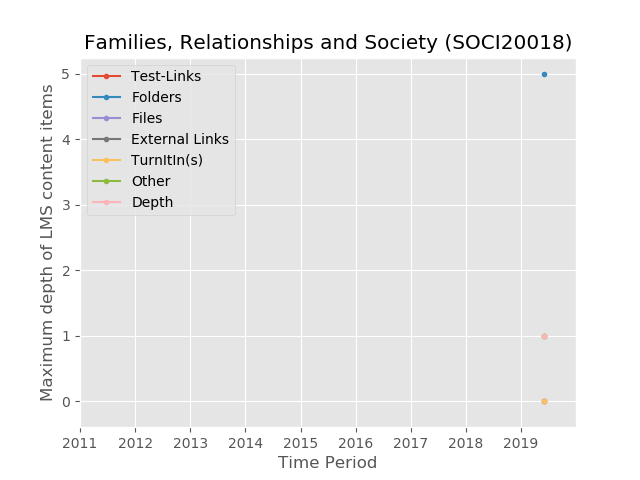 Families, Relationships and Society (SOCI20018)
Test-Links
Folders
Files
External Links
TurnItIn(s)
Other
Depth
Maximum depth of LMS content items
5
4
3
2
1
0
2011 2012 2013 2014 2015 2016 2017 2018 2019
Time Period